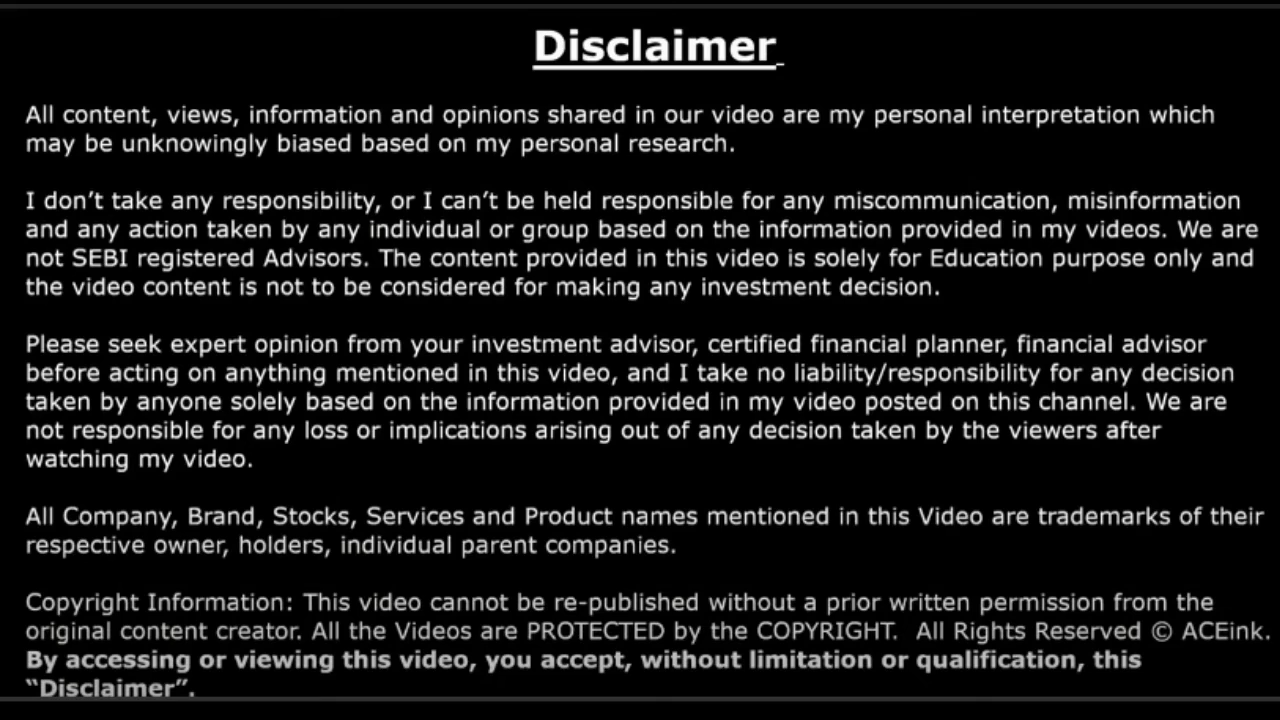 Disclaimer
All content, views, information and opinions shared in our video are my personal interpretation which
may be unknowingly biased based on my personal research.
I don’t take any responsibility, or I can’t be held responsible for any miscommunication, misinformation
and any action taken by any individual or group based on the information provided in my videos. We are
not SEBI registered Advisors. The content provided in this video is solely for Education purpose only and
the video content is not to be considered for making any investment decision.
Please seek expert opinion from your investment advisor, certified financial planner, financial advisor
before acting on anything mentioned in this video, and I take no liability/responsibility for any decision
taken by anyone solely based on the information provided in my video posted on this channel. We are
not responsible for any loss or implications arising out of any decision taken by the viewers after
watching my video.
All Company, Brand, Stocks, Services and Product names mentioned in this Video are trademarks of their
respective owner, holders, individual parent companies.
Copyright Information: This video cannot be re-published without a prior written permission from the
original content creator. All the Videos are PROTECTED by the COPYRIGHT.  All Rights Reserved © ACEink.
By accessing or viewing this video, you accept, without limitation or qualification, this
“Disclaimer”.